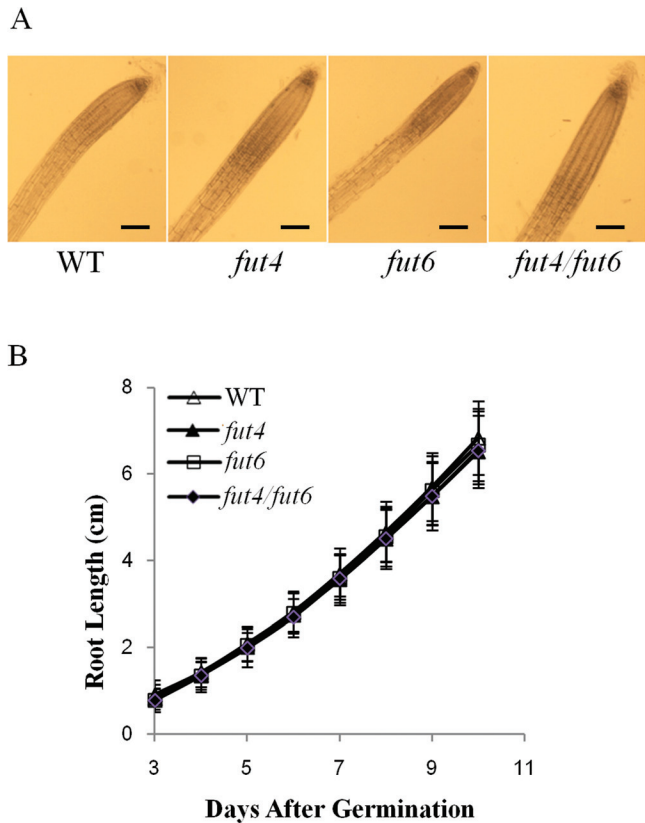 A
WT
fut4
fut6
fut4/fut6
B
WT
fut4
fut6
fut4/fut6
8
6
4
2
0
Root Length (cm)
3
5
7
9
11
Days After Germination